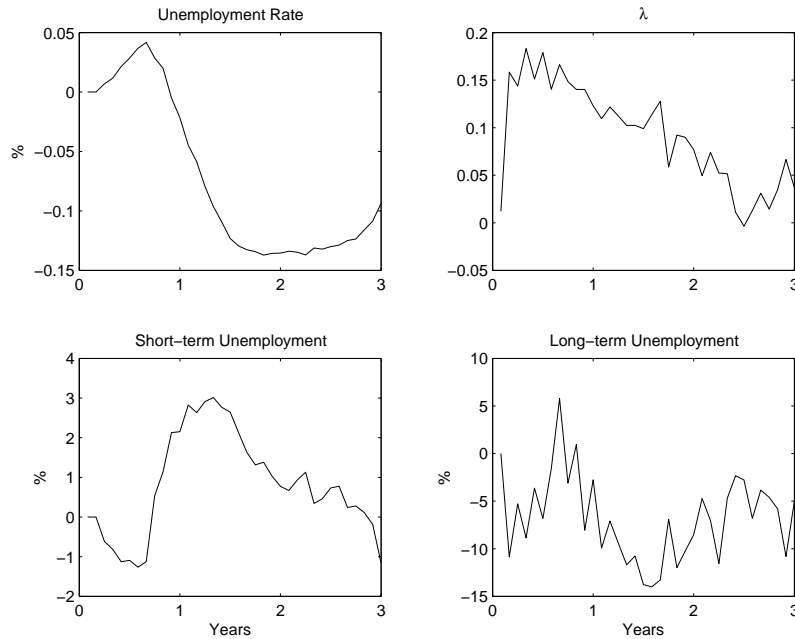 Unemployment Rate
0.05
0
−0.05
−0.1
−0.15
%
0 1 2 3
λ
0.2
0.15
0.1
0.05
0
−0.05
0 1 2 3
Short−term Unemployment
4
3
2
1
0
−1
−2
%
0 1 2 3
Years
Long−term Unemployment
10
5
0
−5
−10
−15
%
0 1 2 3
Years